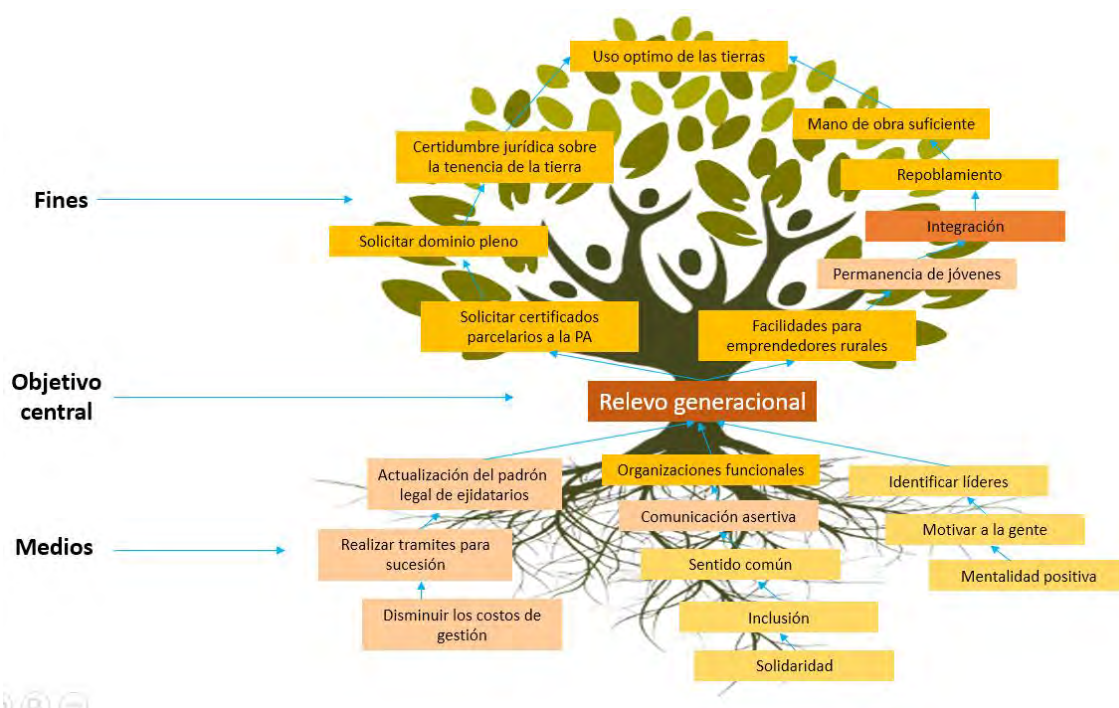 Uso optimo de las tierras
Mano de obra suficiente
Certidumbre jurídica sobre
la tenencia de la tierra
Repoblamiento
Fines
Integración
Solicitar dominio pleno
Permanencia de jóvenes
Solicitar certificados
parcelarios a la PA
Facilidades para
emprendedores rurales
Objetivo
central
Relevo generacional
Actualización del padrón
legal de ejidatarios
Organizaciones funcionales
Identificar líderes
Comunicación asertiva
Motivar a la gente
Medios
Realizar tramites para
sucesión
Sentido común
Mentalidad positiva
Disminuir los costos de
gestión
Inclusión
Solidaridad